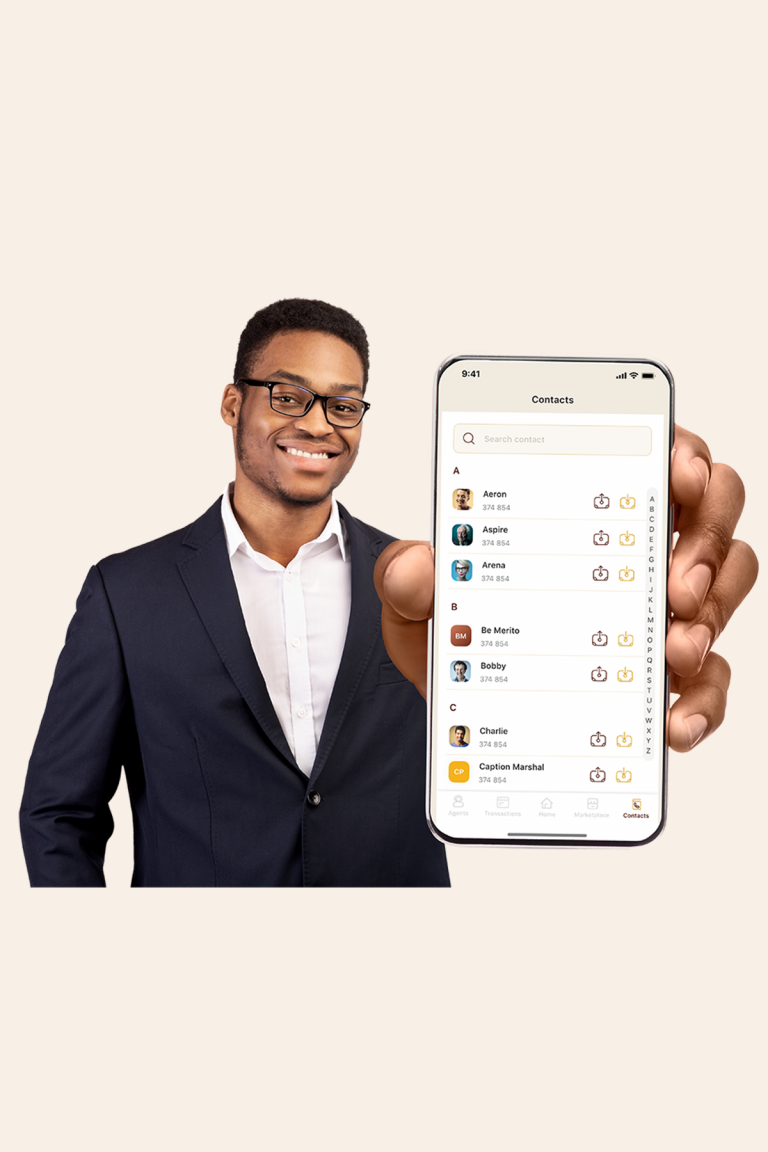 9:41
Contacts
Search contact
A
Aeron
374 854
Aspire
374 854
Arena
374 854
B
BM
Be Merito
374 854
Bobby
374 854
C
Charlie
374 854
CP
Caption Marshal
374 854
A
B
C
D
E
F
G
H
I
J
K
L
M
N
O
P
Q
R
S
T
U
V
W
X
Y
Z
Agents
Transactions
Home
Marketplace
Contacts